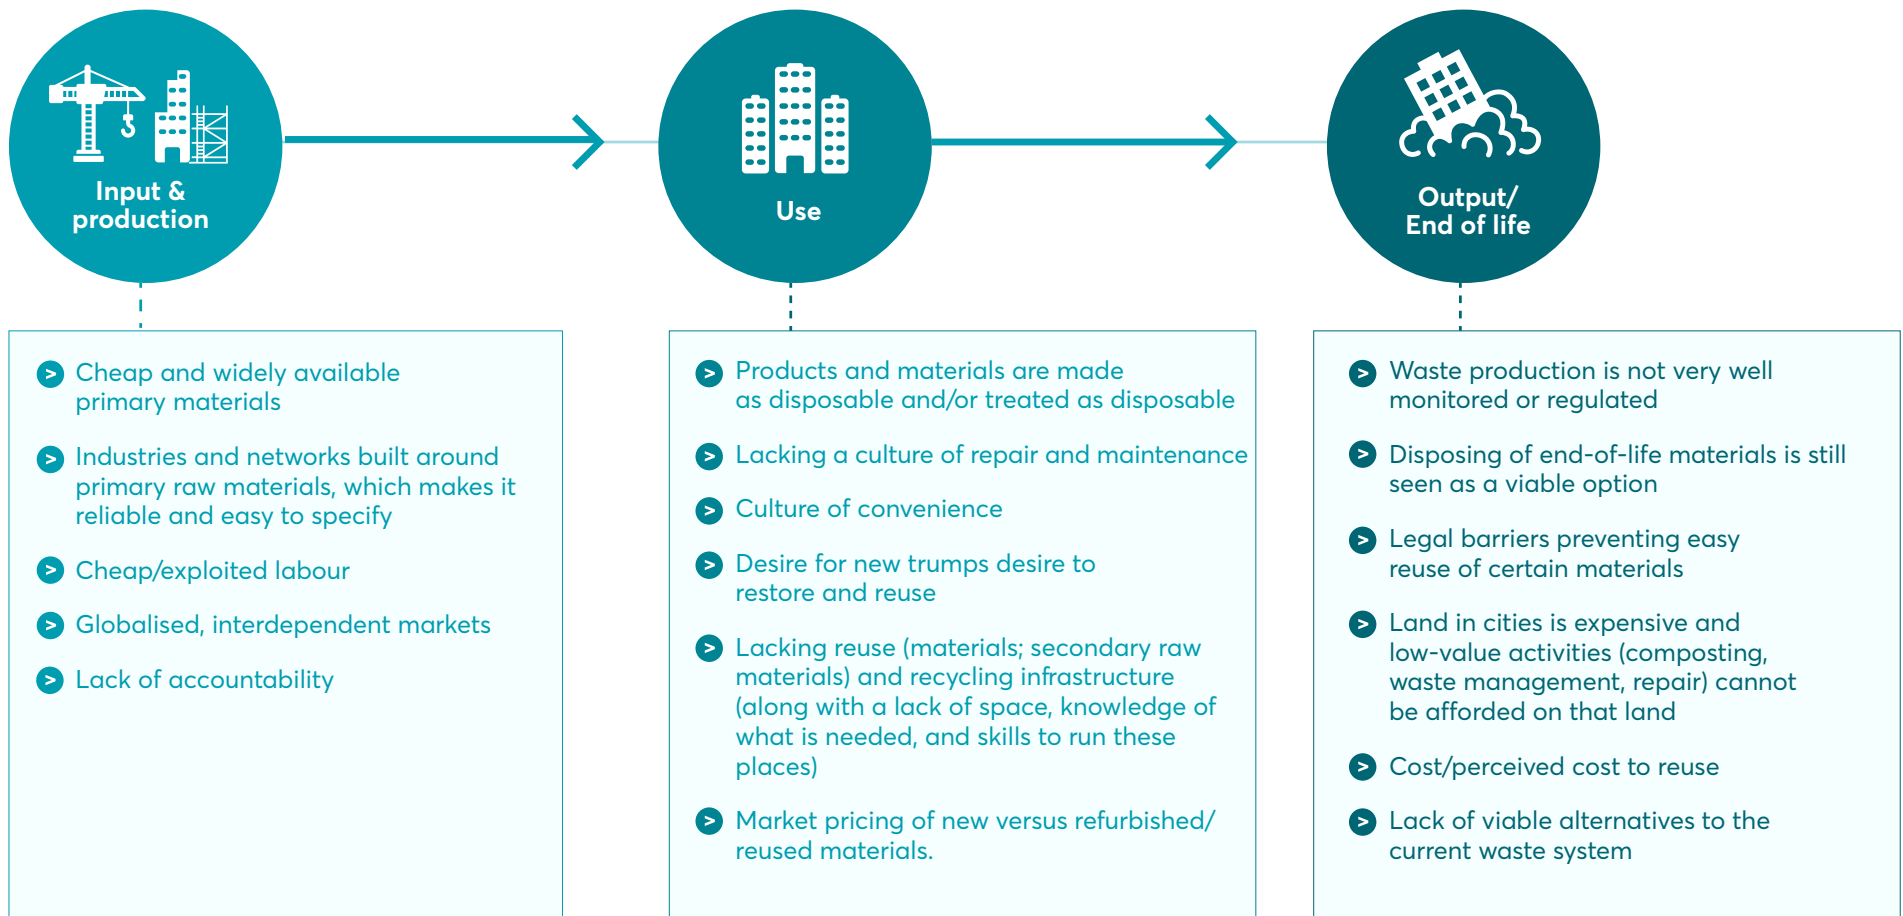 Input &
production
Use
Output/
End of life
Cheap and widely available
primary materials
Industries and networks built around
primary raw materials, which makes it
reliable and easy to specify
Cheap/exploited labour
Globalised, interdependent markets
Lack of accountability
Products and materials are made
as disposable and/or treated as disposable
Lacking a culture of repair and maintenance
Culture of convenience
Desire for new trumps desire to
restore and reuse
Lacking reuse (materials; secondary raw
materials) and recycling infrastructure
(along with a lack of space, knowledge of
what is needed, and skills to run these
places)
Market pricing of new versus refurbished/
reused materials.
Waste production is not very well
monitored or regulated
Disposing of end-of-life materials is still
seen as a viable option
Legal barriers preventing easy
reuse of certain materials
Land in cities is expensive and
low-value activities (composting,
waste management, repair) cannot
be afforded on that land
Cost/perceived cost to reuse
Lack of viable alternatives to the
current waste system